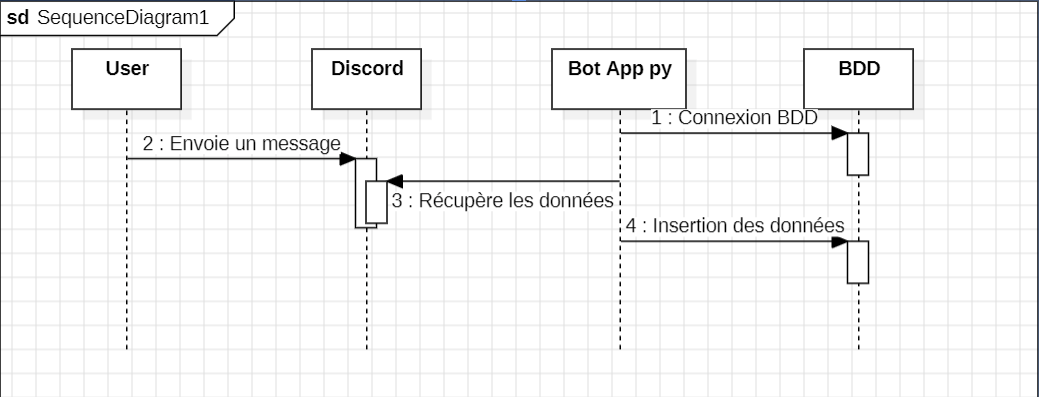 sd SequenceDiagram1
User
Discord
Bot App py
BDD
1 : Connexion BDD
2 : Envoie un message
3 : Récupère les données
4 : Insertion des données